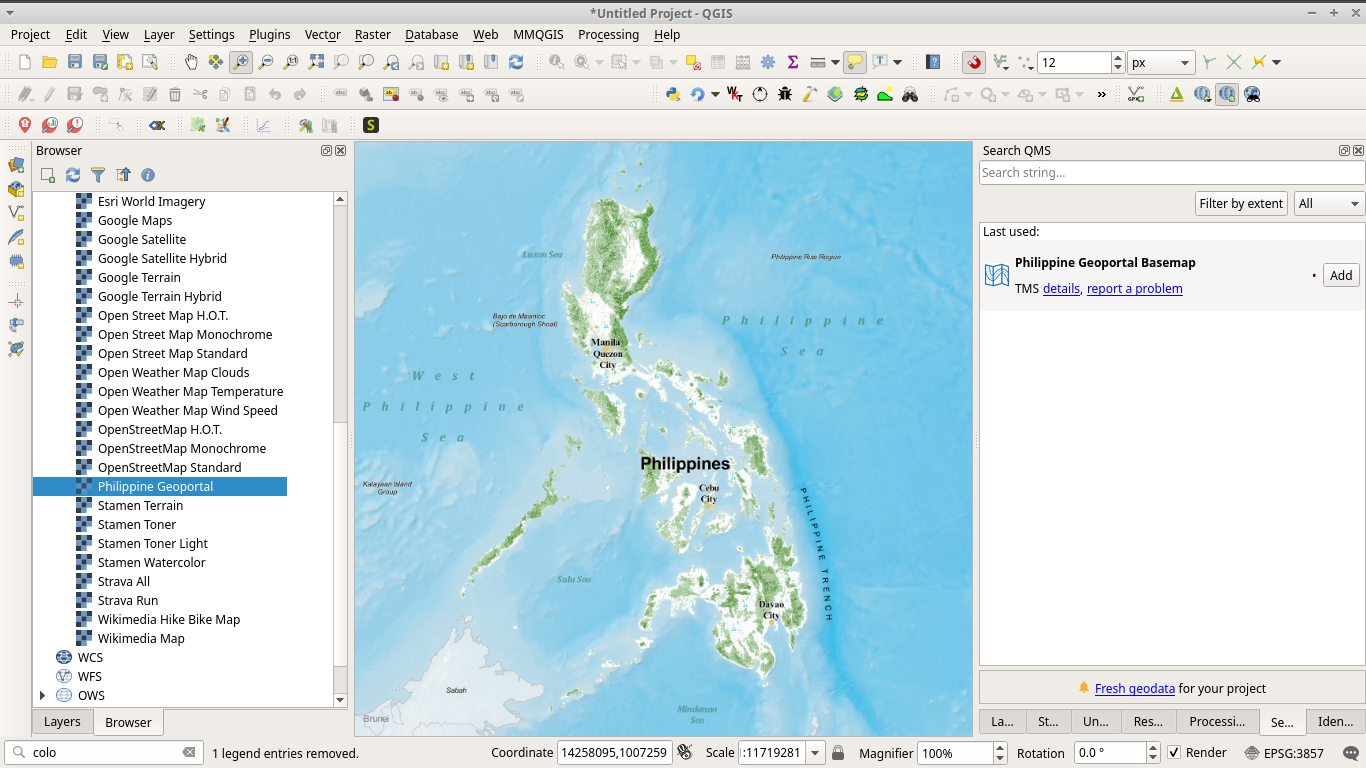 *Untitled Project - QGIS
Project Edit View Layer Settings Plugins Vector Raster Database Web MMQGIS Processing Help
12 px
abc abc abc abc abc abc abc
S
Browser
Esri World Imagery
Google Maps
Google Satellite
Google Satellite Hybrid
Google Terrain
Google Terrain Hybrid
Open Street Map H.O.T.
Open Street Map Monochrome
Open Street Map Standard
Open Weather Map Clouds
Open Weather Map Temperature
Open Weather Map Wind Speed
OpenStreetMap H.O.T.
OpenStreetMap Monochrome
OpenStreetMap Standard
Philippine Geoportal
Stamen Terrain
Stamen Toner
Stamen Toner Light
Stamen Watercolor
Strava All
Strava Run
Wikimedia Hike Bike Map
Wikimedia Map
WCS
WFS
OWS
Layers Browser
Luzon Sea
Philippine Rise Region
Bajo de Masinloc
(Scarborough Shoal)
Philippine
Sea
Manila
Quezon
City
West
Philippine
Sea
Philippines
Kalayaan Island
Group
Cebu
City
PHILIPPINE TRENCH
Sulu Sea
Davao
City
Sabah
Brunei
Mindanao
Sea
Search QMS
Search string...
Filter by extent All
Last used:
Philippine Geoportal Basemap
TMS details, report a problem
Add
Fresh geodata for your project
La... St... Un... Res... Processi... Se... Iden...
colo 1 legend entries removed. Coordinate 14258095,1007259 Scale :11719281 Magnifier 100% Rotation 0.0 ° Render EPSG:3857